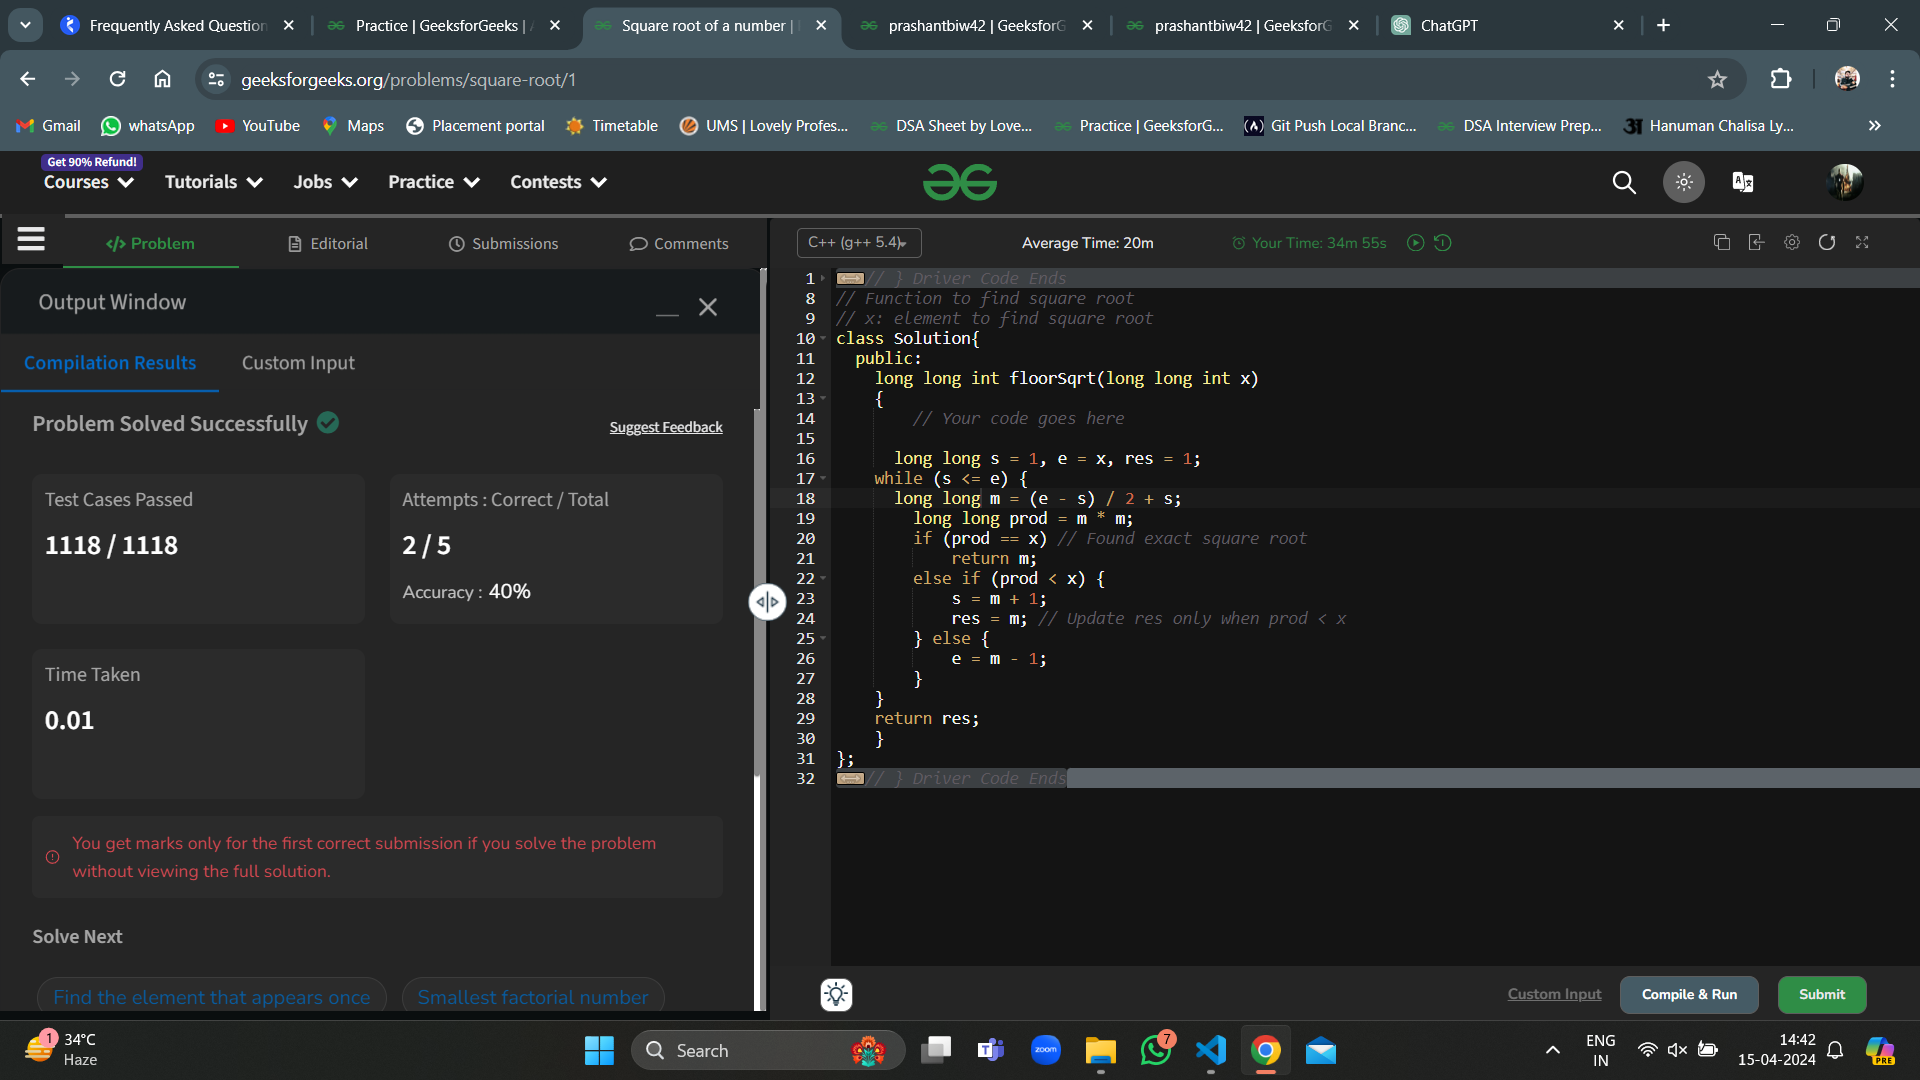 Frequently Asked Question
Practice | GeeksforGeeks |
Square root of a number |
prashantbiw42 | GeeksforG
prashantbiw42 | GeeksforG
ChatGPT
geeksforgeeks.org/problems/square-root/1
Gmail
whatsApp
YouTube
Maps
Placement portal
Timetable
UMS | Lovely Profes...
DSA Sheet by Love...
Practice | GeeksforG...
Git Push Local Branc...
DSA Interview Prep...
Hanuman Chalisa Ly...
Get 90% Refund!
Courses
Tutorials
Jobs
Practice
Contests
Problem
Editorial
Submissions
Comments
C++ (g++ 5.4)
Average Time: 20m
Your Time: 34m 55s
Output Window
Compilation Results
Custom Input
Problem Solved Successfully
Suggest Feedback
Test Cases Passed
1118 / 1118
Attempts : Correct / Total
2 / 5
Accuracy : 40%
Time Taken
0.01
You get marks only for the first correct submission if you solve the problem
without viewing the full solution.
Solve Next
Find the element that appears once
Smallest factorial number
1 // } Driver Code Ends
8 // Function to find square root
9 // x: element to find square root
10 class Solution{
11 public:
12 long long int floorSqrt(long long int x)
13 {
14 // Your code goes here
15
16 long long s = 1, e = x, res = 1;
17 while (s <= e) {
18 long long m = (e - s) / 2 + s;
19 long long prod = m * m;
20 if (prod == x) // Found exact square root
21 return m;
22 else if (prod < x) {
23 s = m + 1;
24 res = m; // Update res only when prod < x
25 } else {
26 e = m - 1;
27 }
28 }
29 return res;
30 }
31 };
32 // } Driver Code Ends
Custom Input
Compile & Run
Submit
1
34°C
Haze
Search
zoom
7
ENG
IN
14:42
15-04-2024
PRE